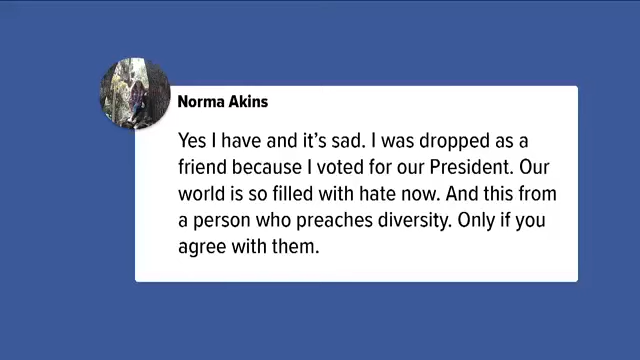 Norma Akins
Yes I have and it’s sad. I was dropped as a
friend because I voted for our President. Our
world is so filled with hate now. And this from
a person who preaches diversity. Only if you
agree with them.